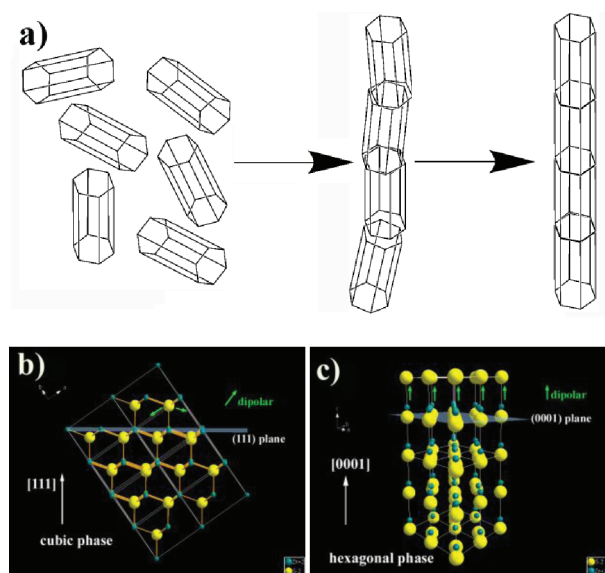 a)
b)
dipolar
(111) plane
[111]
cubic phase
c)
dipolar
(0001) plane
[0001]
hexagonal phase